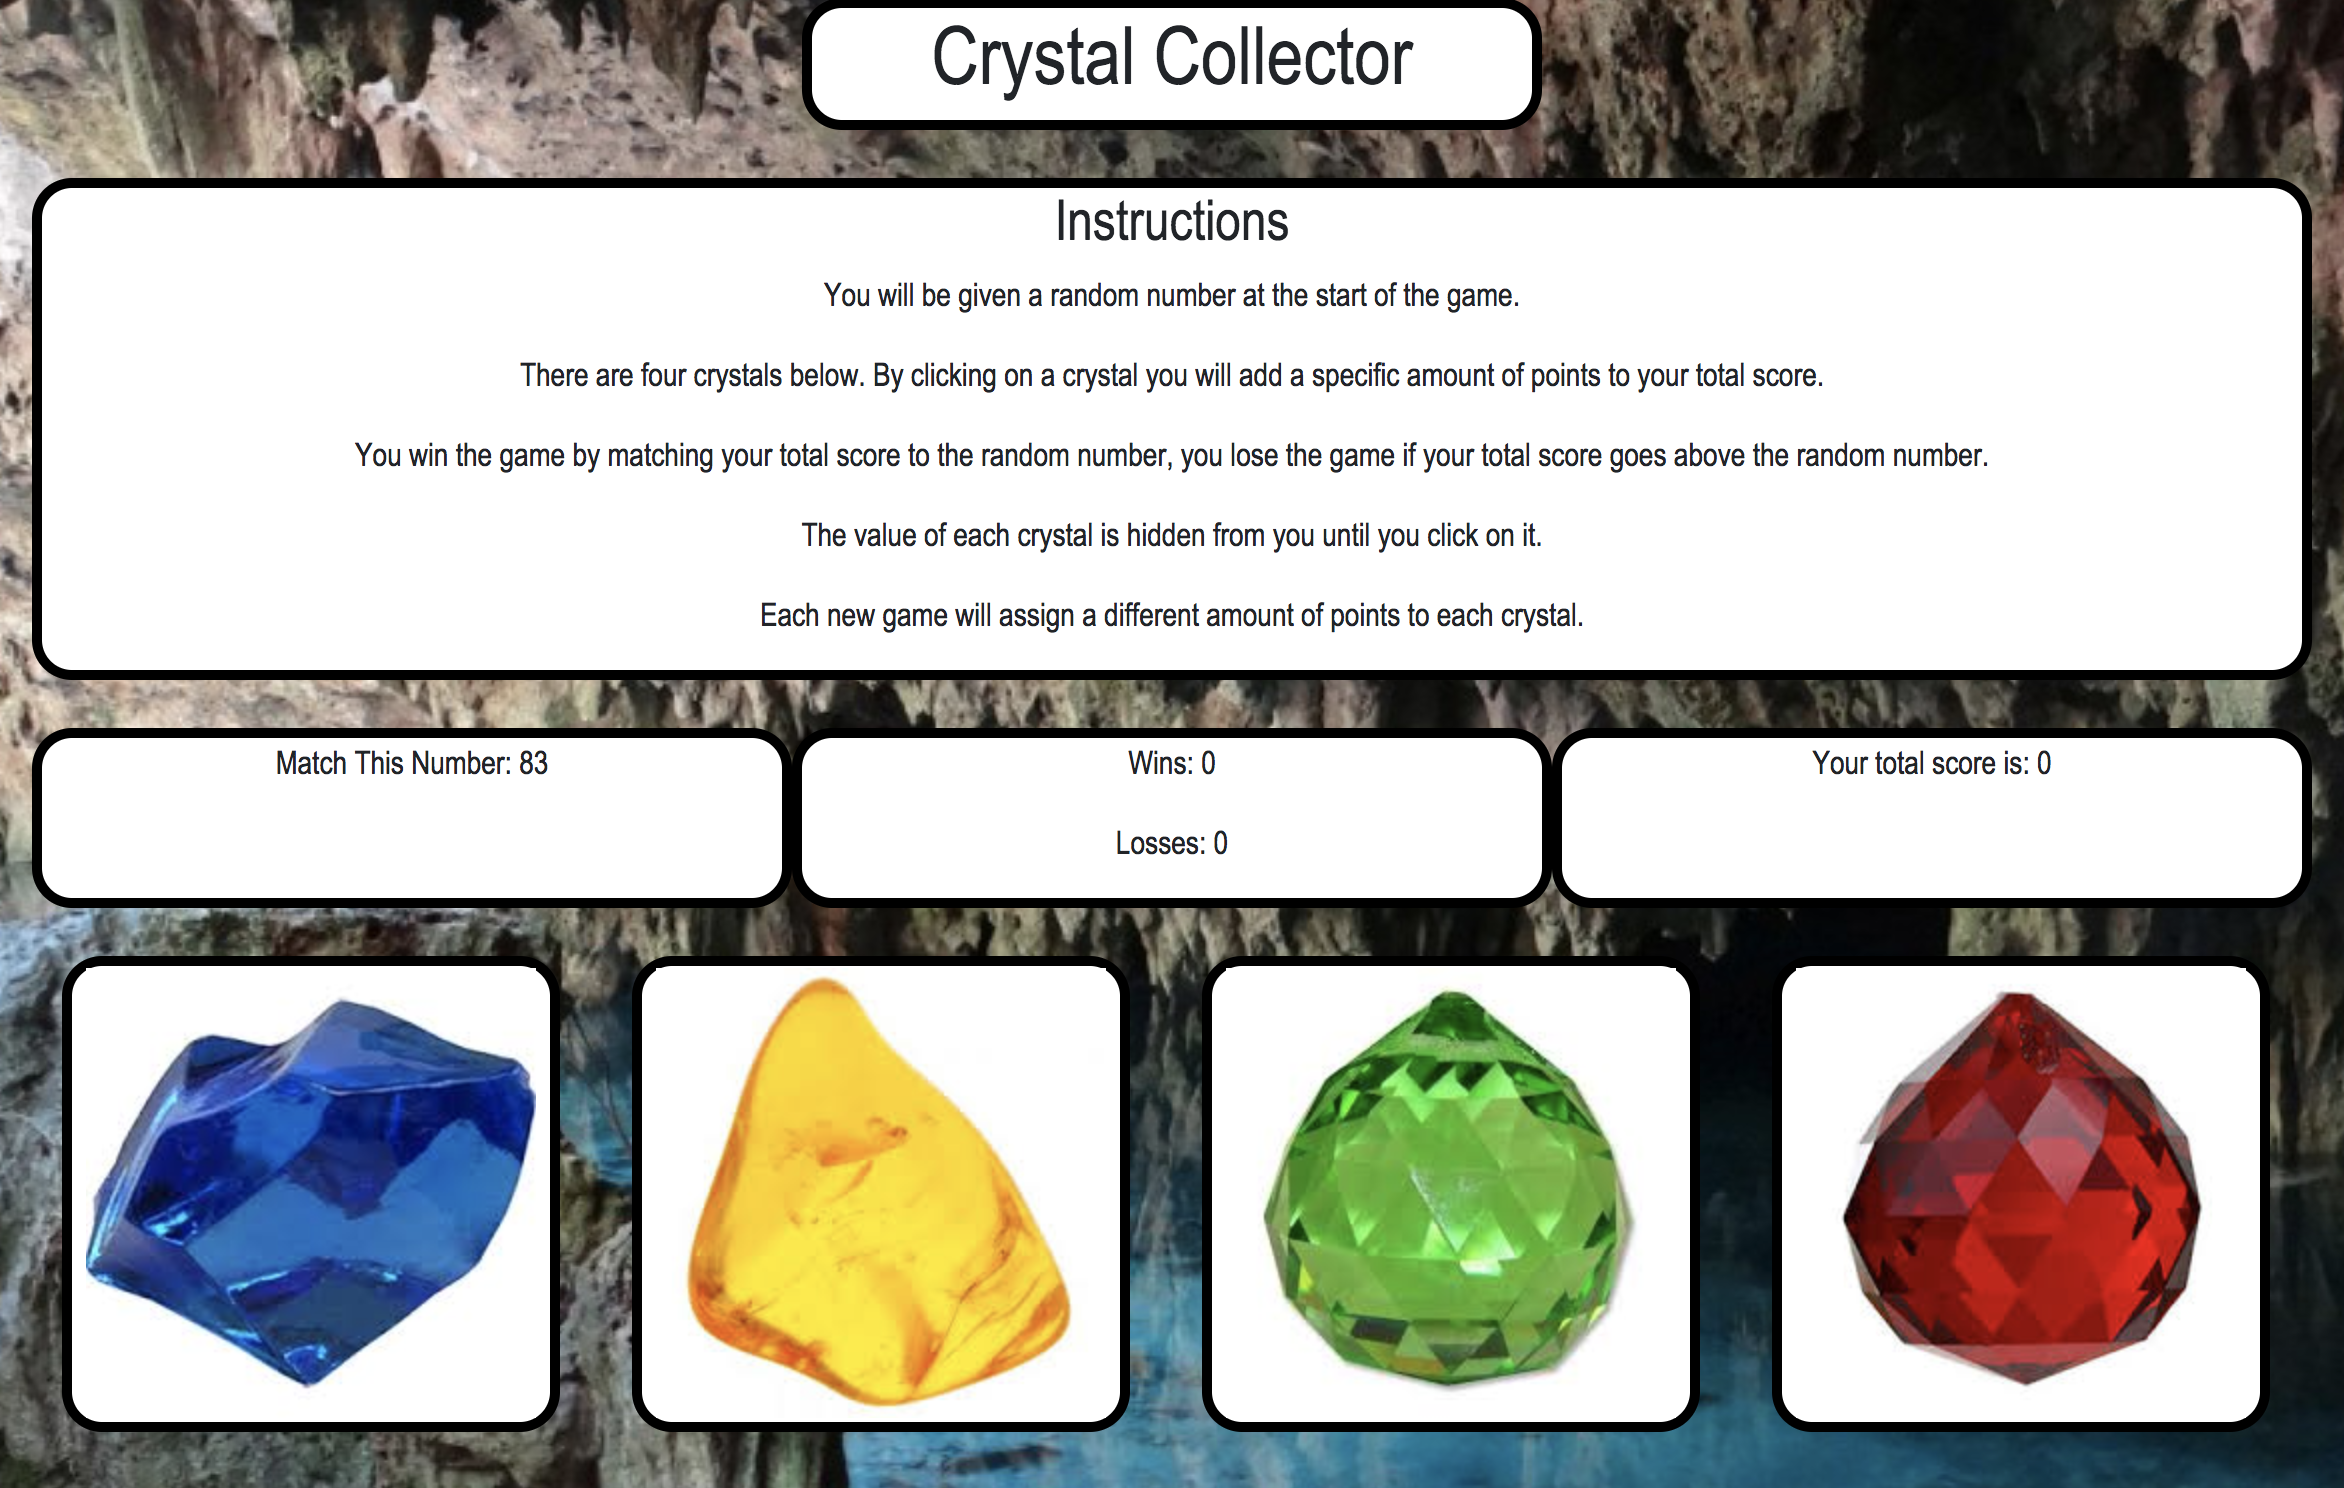 Crystal Collector
Instructions
You will be given a random number at the start of the game.
There are four crystals below. By clicking on a crystal you will add a specific amount of points to your total score.
You win the game by matching your total score to the random number, you lose the game if your total score goes above the random number.
The value of each crystal is hidden from you until you click on it.
Each new game will assign a different amount of points to each crystal.
Match This Number: 83
Wins: 0
Losses: 0
Your total score is: 0